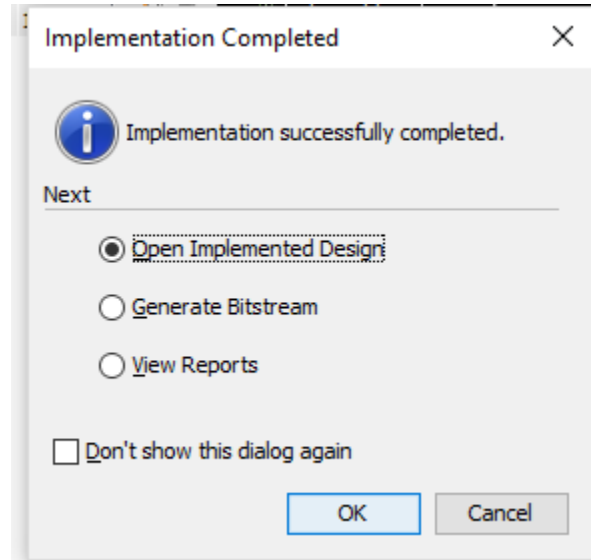 Implementation Completed
Implementation successfully completed.
Next
Open Implemented Design
Generate Bitstream
View Reports
Don't show this dialog again
OK
Cancel